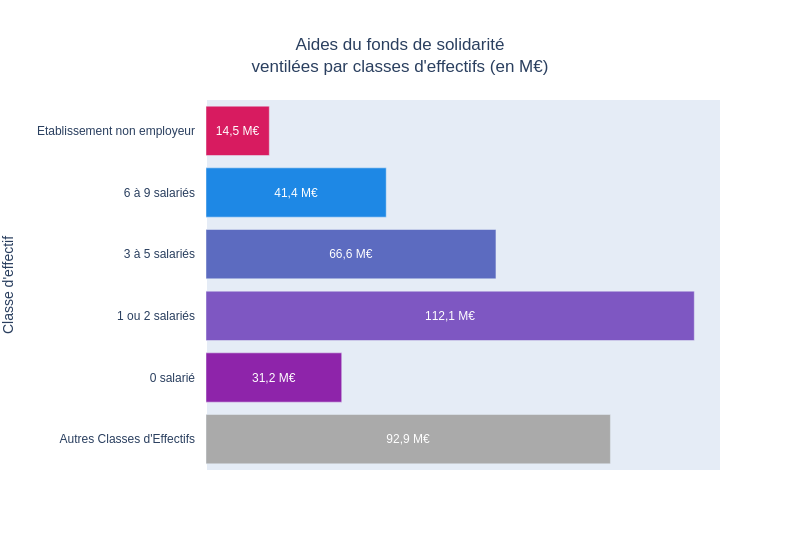 Aides du fonds de solidarité
ventilées par classes d'effectifs (en M€)
Classe d'effectif
Etablissement non employeur
14,5 M€
6 à 9 salariés
41,4 M€
3 à 5 salariés
66,6 M€
1 ou 2 salariés
112,1 M€
0 salarié
31,2 M€
Autres Classes d'Effectifs
92,9 M€